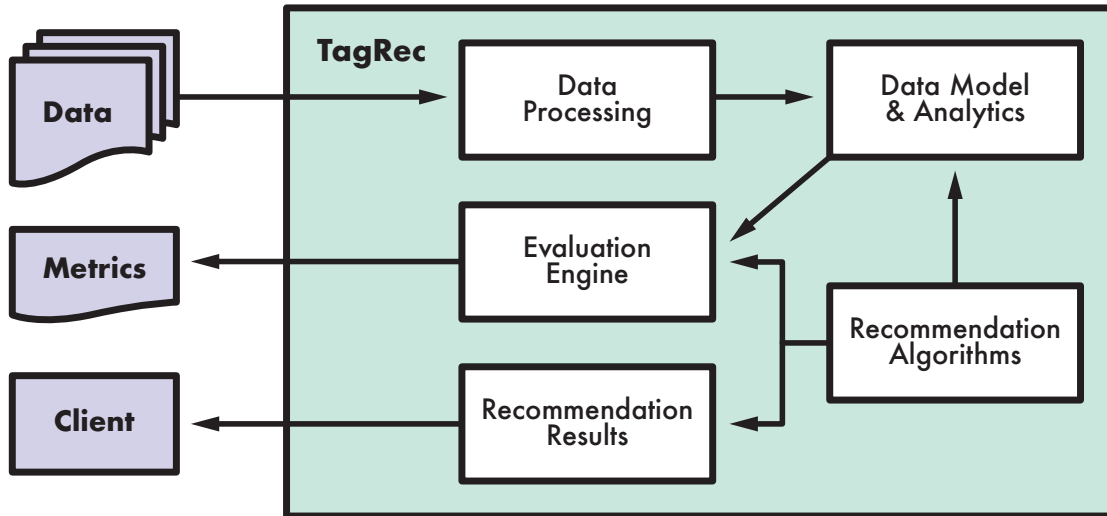 TagRec
Data
Data
Processing
Data Model
& Analytics
Metrics
Evaluation
Engine
Recommendation
Algorithms
Client
Recommendation
Results